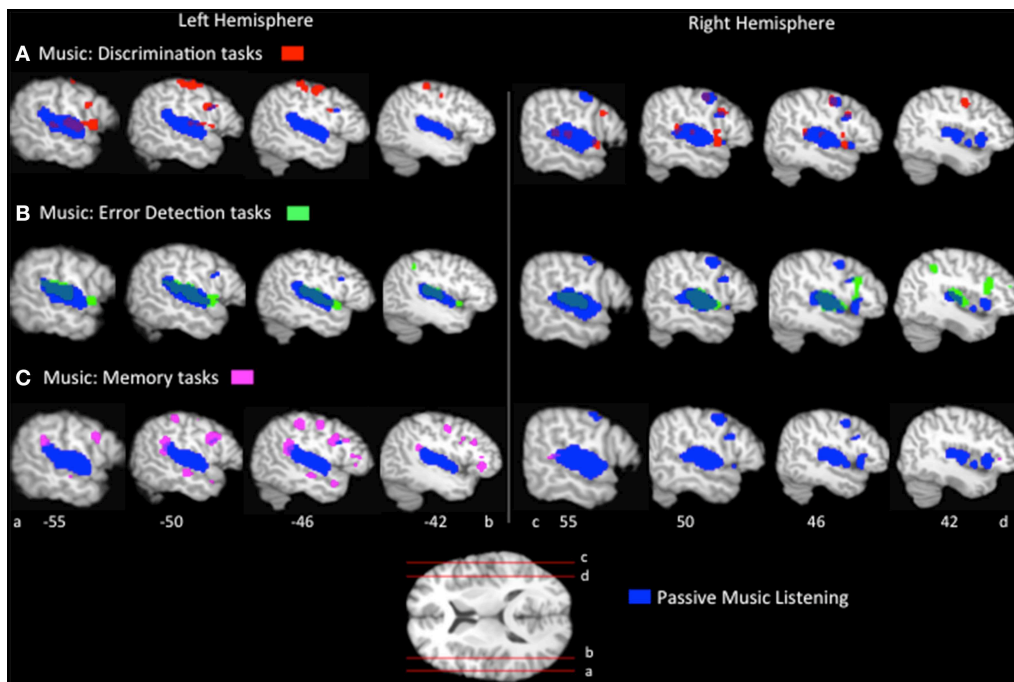 Left Hemisphere
Right Hemisphere
A Music: Discrimination tasks
B Music: Error Detection tasks
C Music: Memory tasks
a -55 -50 -46 -42 b c 55 50 46 42 d
c
d
Passive Music Listening
b
a